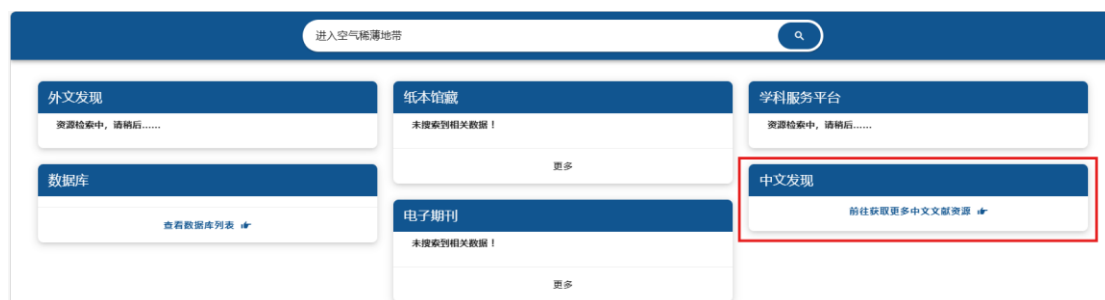 进入空气稀薄地带
外文发现
资源检索中，请稍后……
数据库
查看数据库列表
纸本馆藏
未搜索到相关数据！
更多
电子期刊
未搜索到相关数据！
更多
学科服务平台
资源检索中，请稍后……
中文发现
前往获取更多中文文献资源